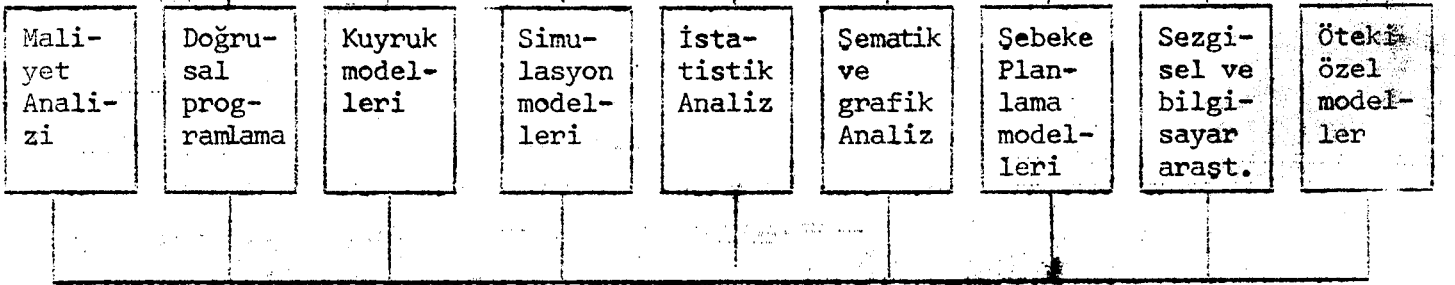 Mali-
yet
Anali-
zi
Doğru-
sal
prog-
ramlama
Kuyruk
model-
leri
Simu-
lasyon
model-
leri
İsta-
tistik
Analiz
Şematik
ve
grafik
Analiz
Şebeke
Plan-
lama
model-
leri
Sezgi-
sel ve
bilgi-
sayar
araşt.
Öteki
özel
model-
ler